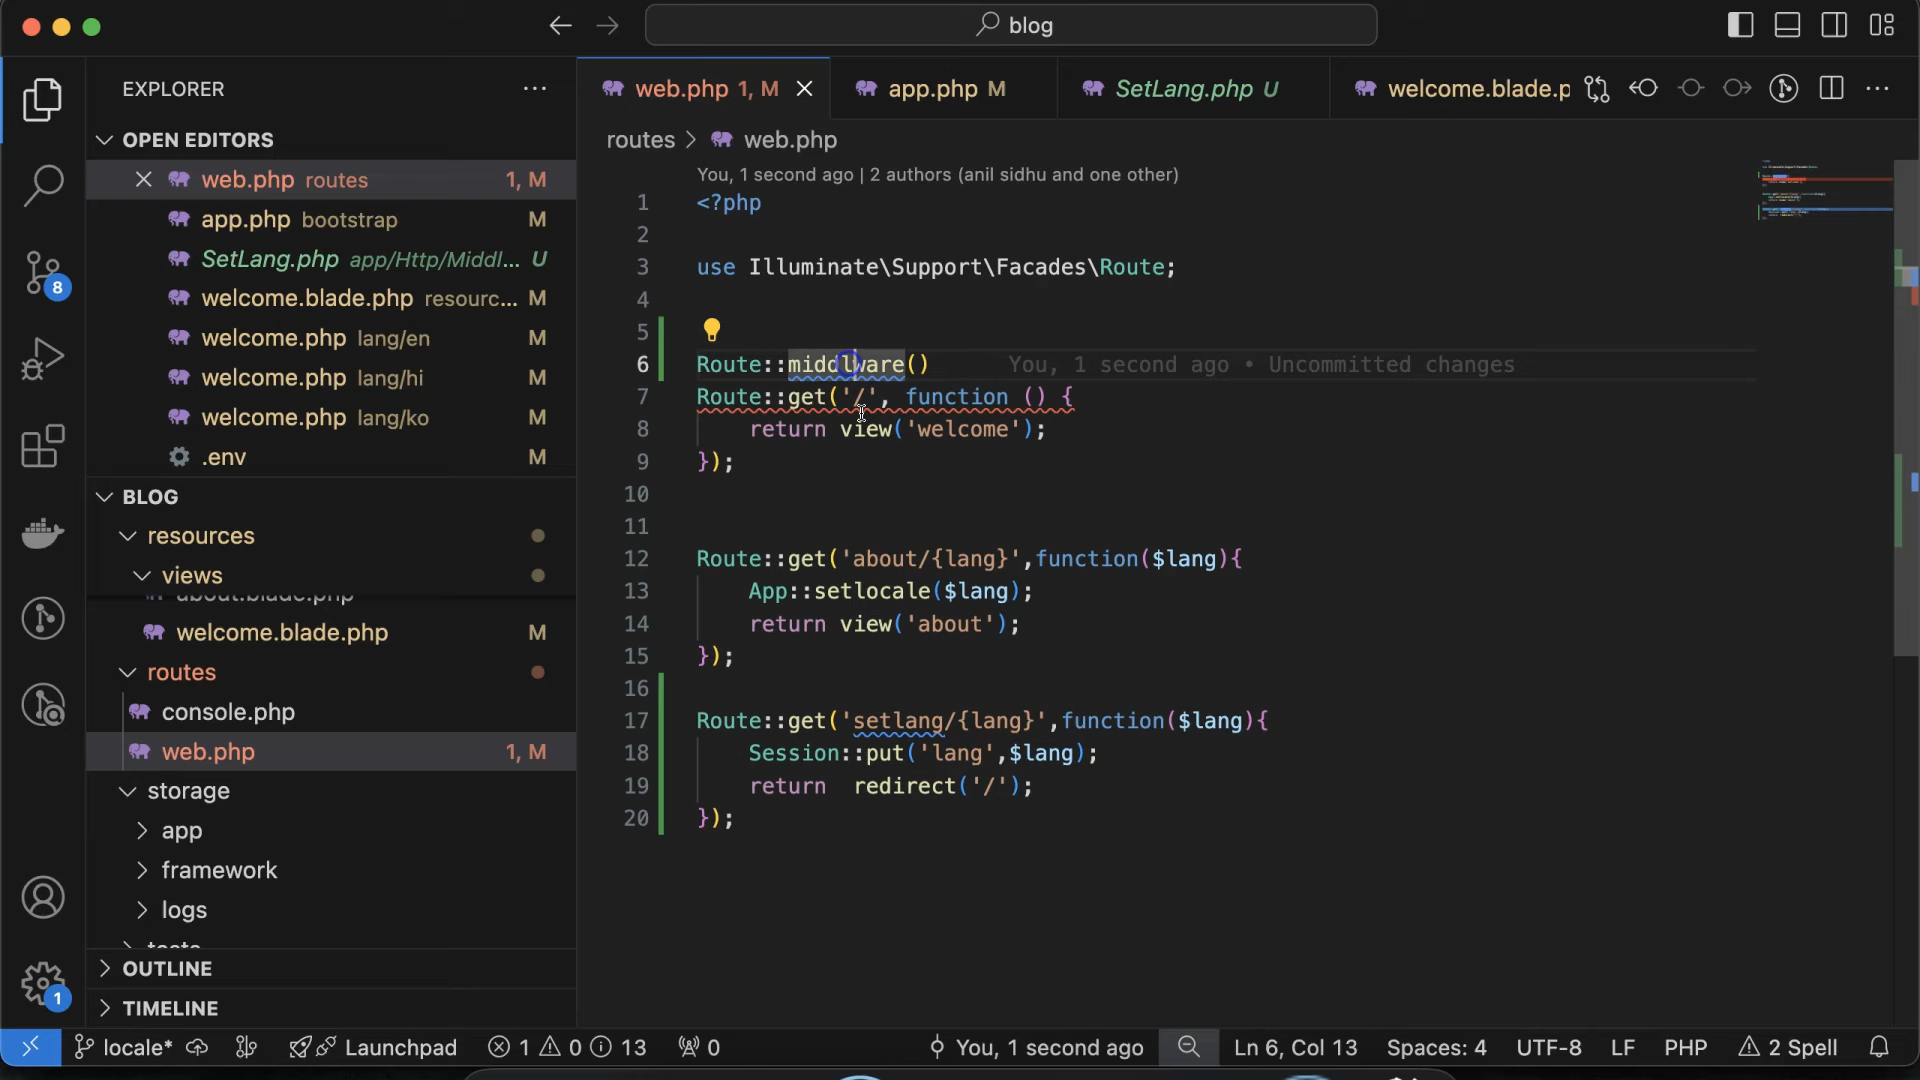 blog
EXPLORER
OPEN EDITORS
web.php routes 1, M
app.php bootstrap M
SetLang.php app/Http/Middl... U
welcome.blade.php resourc... M
welcome.php lang/en M
welcome.php lang/hi M
welcome.php lang/ko M
.env M
BLOG
resources
views
about.blade.php
welcome.blade.php M
routes
console.php
web.php 1, M
storage
app
framework
logs
tests
OUTLINE
TIMELINE
8
1
web.php 1, M
app.php M
SetLang.php U
welcome.blade.p
routes > web.php
You, 1 second ago | 2 authors (anil sidhu and one other)
1 <?php
2
3 use Illuminate\Support\Facades\Route;
4
5
6 Route::middlware() You, 1 second ago • Uncommitted changes
7 Route::get('/', function () {
8 return view('welcome');
9 });
10
11
12 Route::get('about/{lang}',function($lang){
13 App::setlocale($lang);
14 return view('about');
15 });
16
17 Route::get('setlang/{lang}',function($lang){
18 Session::put('lang',$lang);
19 return  redirect('/');
20 });
locale* Launchpad 1 0 13 0 You, 1 second ago Ln 6, Col 13 Spaces: 4 UTF-8 LF PHP 2 Spell